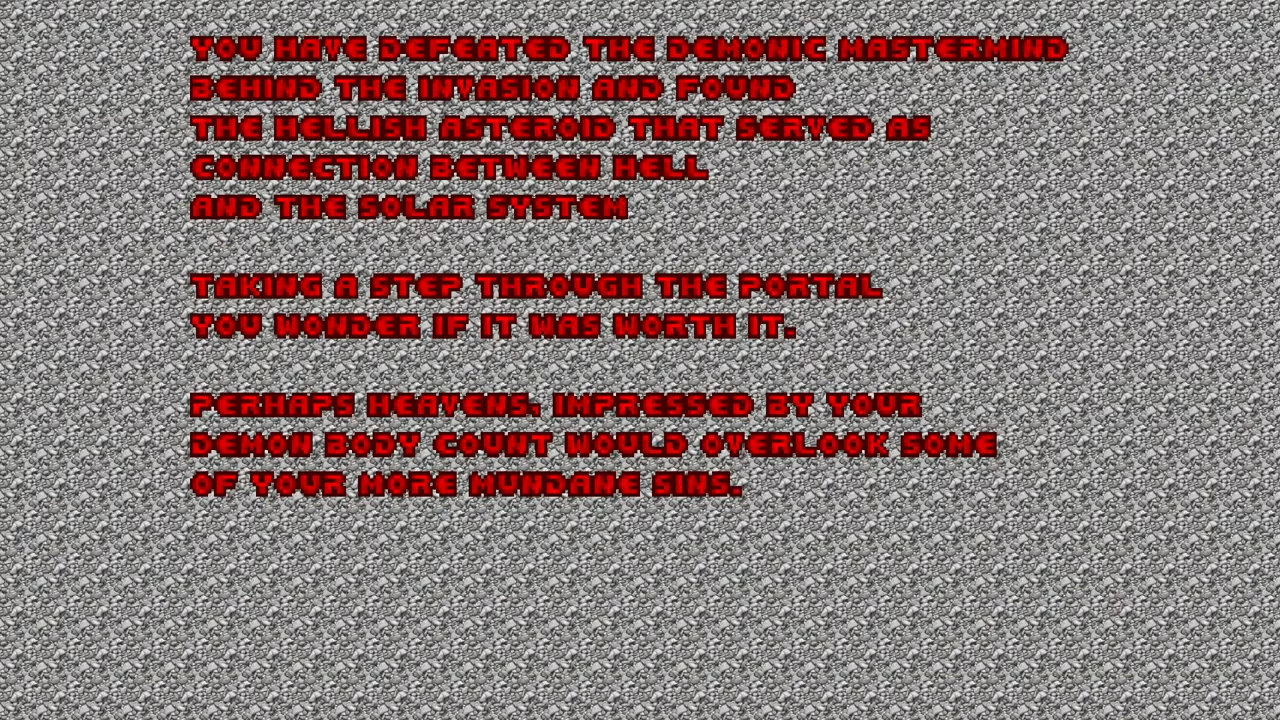 YOU HAVE DEFEATED THE DEMONIC MASTERMIND
BEHIND THE INVASION AND FOUND
THE HELLISH ASTEROID THAT SERVED AS
CONNECTION BETWEEN HELL
AND THE SOLAR SYSTEM
TAKING A STEP THROUGH THE PORTAL
YOU WONDER IF IT WAS WORTH IT.
PERHAPS HEAVENS, IMPRESSED BY YOUR
DEMON BODY COUNT WOULD OVERLOOK SOME
OF YOUR MORE MUNDANE SINS.